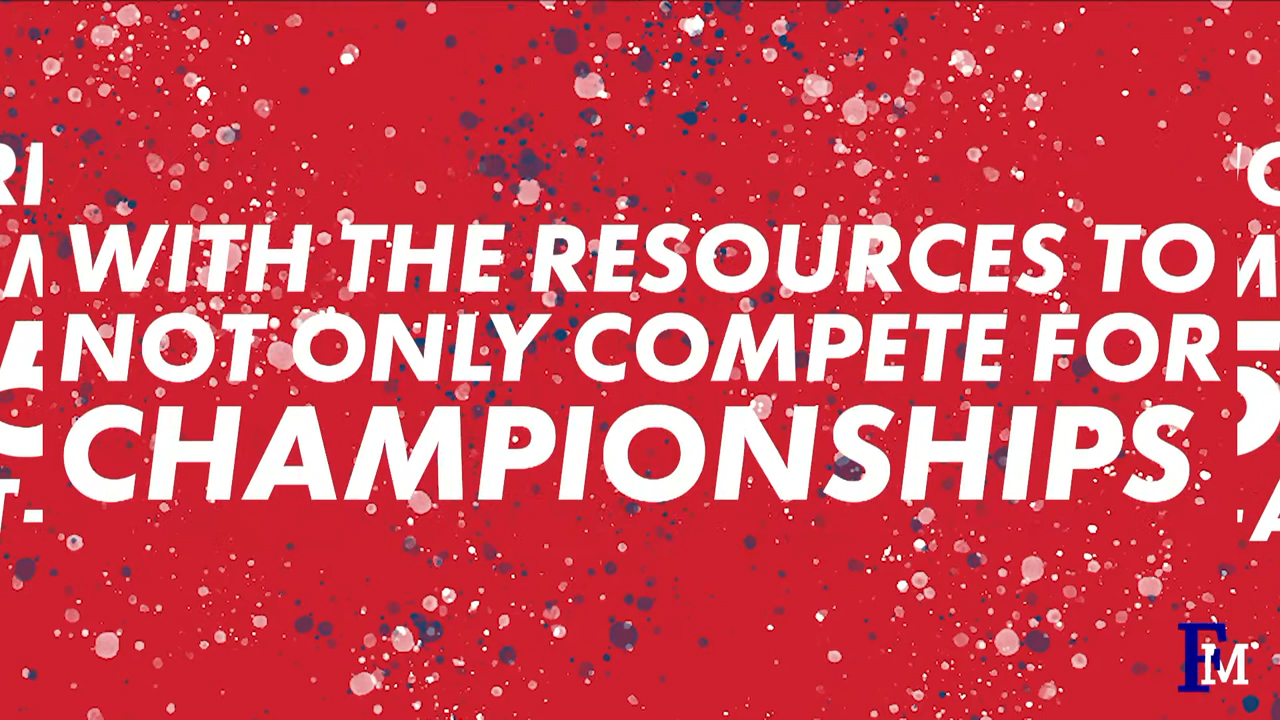 WITH THE RESOURCES TO
NOT ONLY COMPETE FOR
CHAMPIONSHIPS
FM